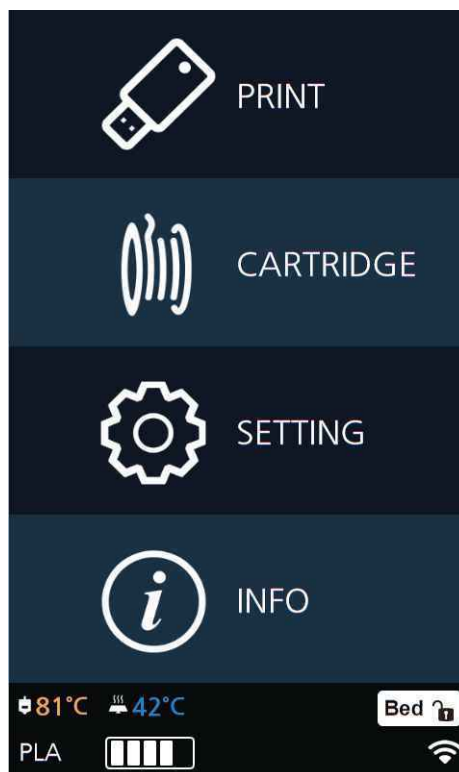 PRINT
CARTRIDGE
SETTING
INFO
81°C 42°C Bed
PLA